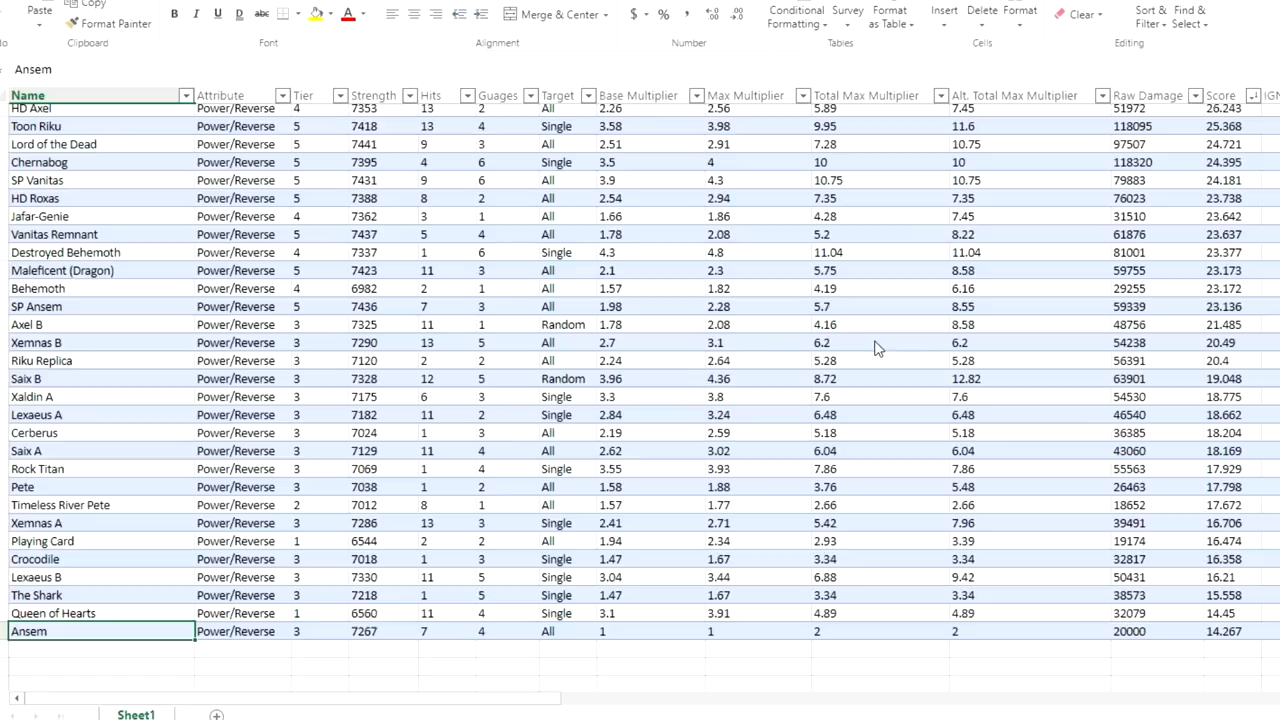 Paste Copy Format Painter B I U D abc A Merge & Center $ % , Conditional Formatting Survey Format as Table Insert Delete Format Clear Sort & Filter Find & Select
Clipboard Font Alignment Number Tables Cells Editing
Ansem
Name Attribute Tier Strength Hits Guages Target Base Multiplier Max Multiplier Total Max Multiplier Alt. Total Max Multiplier Raw Damage Score IGN
HD Axel Power/Reverse 4 7353 13 2 All 2.26 2.56 5.89 7.45 51972 26.243
Toon Riku Power/Reverse 5 7418 13 4 Single 3.58 3.98 9.95 11.6 118095 25.368
Lord of the Dead Power/Reverse 5 7441 9 3 All 2.51 2.91 7.28 10.75 97507 24.721
Chernabog Power/Reverse 5 7395 4 6 Single 3.5 4 10 10 118320 24.395
SP Vanitas Power/Reverse 5 7431 9 6 All 3.9 4.3 10.75 10.75 79883 24.181
HD Roxas Power/Reverse 5 7388 8 2 All 2.54 2.94 7.35 7.35 76023 23.738
Jafar-Genie Power/Reverse 4 7362 3 1 All 1.66 1.86 4.28 7.45 31510 23.642
Vanitas Remnant Power/Reverse 5 7437 5 4 All 1.78 2.08 5.2 8.22 61876 23.637
Destroyed Behemoth Power/Reverse 4 7337 1 6 Single 4.3 4.8 11.04 11.04 81001 23.377
Maleficent (Dragon) Power/Reverse 5 7423 11 3 All 2.1 2.3 5.75 8.58 59755 23.173
Behemoth Power/Reverse 4 6982 2 1 All 1.57 1.82 4.19 6.16 29255 23.172
SP Ansem Power/Reverse 5 7436 7 3 All 1.98 2.28 5.7 8.55 59339 23.136
Axel B Power/Reverse 3 7325 11 1 Random 1.78 2.08 4.16 8.58 48756 21.485
Xemnas B Power/Reverse 3 7290 13 5 All 2.7 3.1 6.2 6.2 54238 20.49
Riku Replica Power/Reverse 3 7120 2 2 All 2.24 2.64 5.28 5.28 56391 20.4
Saix B Power/Reverse 3 7328 12 5 Random 3.96 4.36 8.72 12.82 63901 19.048
Xaldin A Power/Reverse 3 7175 6 3 Single 3.3 3.8 7.6 7.6 54530 18.775
Lexaeus A Power/Reverse 3 7182 11 2 Single 2.84 3.24 6.48 6.48 46540 18.662
Cerberus Power/Reverse 3 7024 1 3 All 2.19 2.59 5.18 5.18 36385 18.204
Saix A Power/Reverse 3 7129 11 4 All 2.62 3.02 6.04 6.04 43060 18.169
Rock Titan Power/Reverse 3 7069 1 4 Single 3.55 3.93 7.86 7.86 55563 17.929
Pete Power/Reverse 3 7038 1 2 All 1.58 1.88 3.76 5.48 26463 17.798
Timeless River Pete Power/Reverse 2 7012 8 1 All 1.57 1.77 2.66 2.66 18652 17.672
Xemnas A Power/Reverse 3 7286 13 3 Single 2.41 2.71 5.42 7.96 39491 16.706
Playing Card Power/Reverse 1 6544 2 2 All 1.94 2.34 2.93 3.39 19174 16.474
Crocodile Power/Reverse 3 7018 1 3 Single 1.47 1.67 3.34 3.34 32817 16.358
Lexaeus B Power/Reverse 3 7330 11 5 Single 3.04 3.44 6.88 9.42 50431 16.21
The Shark Power/Reverse 3 7218 1 5 Single 1.47 1.67 3.34 3.34 38573 15.558
Queen of Hearts Power/Reverse 1 6560 11 4 Single 3.1 3.91 4.89 4.89 32079 14.45
Ansem Power/Reverse 3 7267 7 4 All 1 1 2 2 20000 14.267
Sheet1